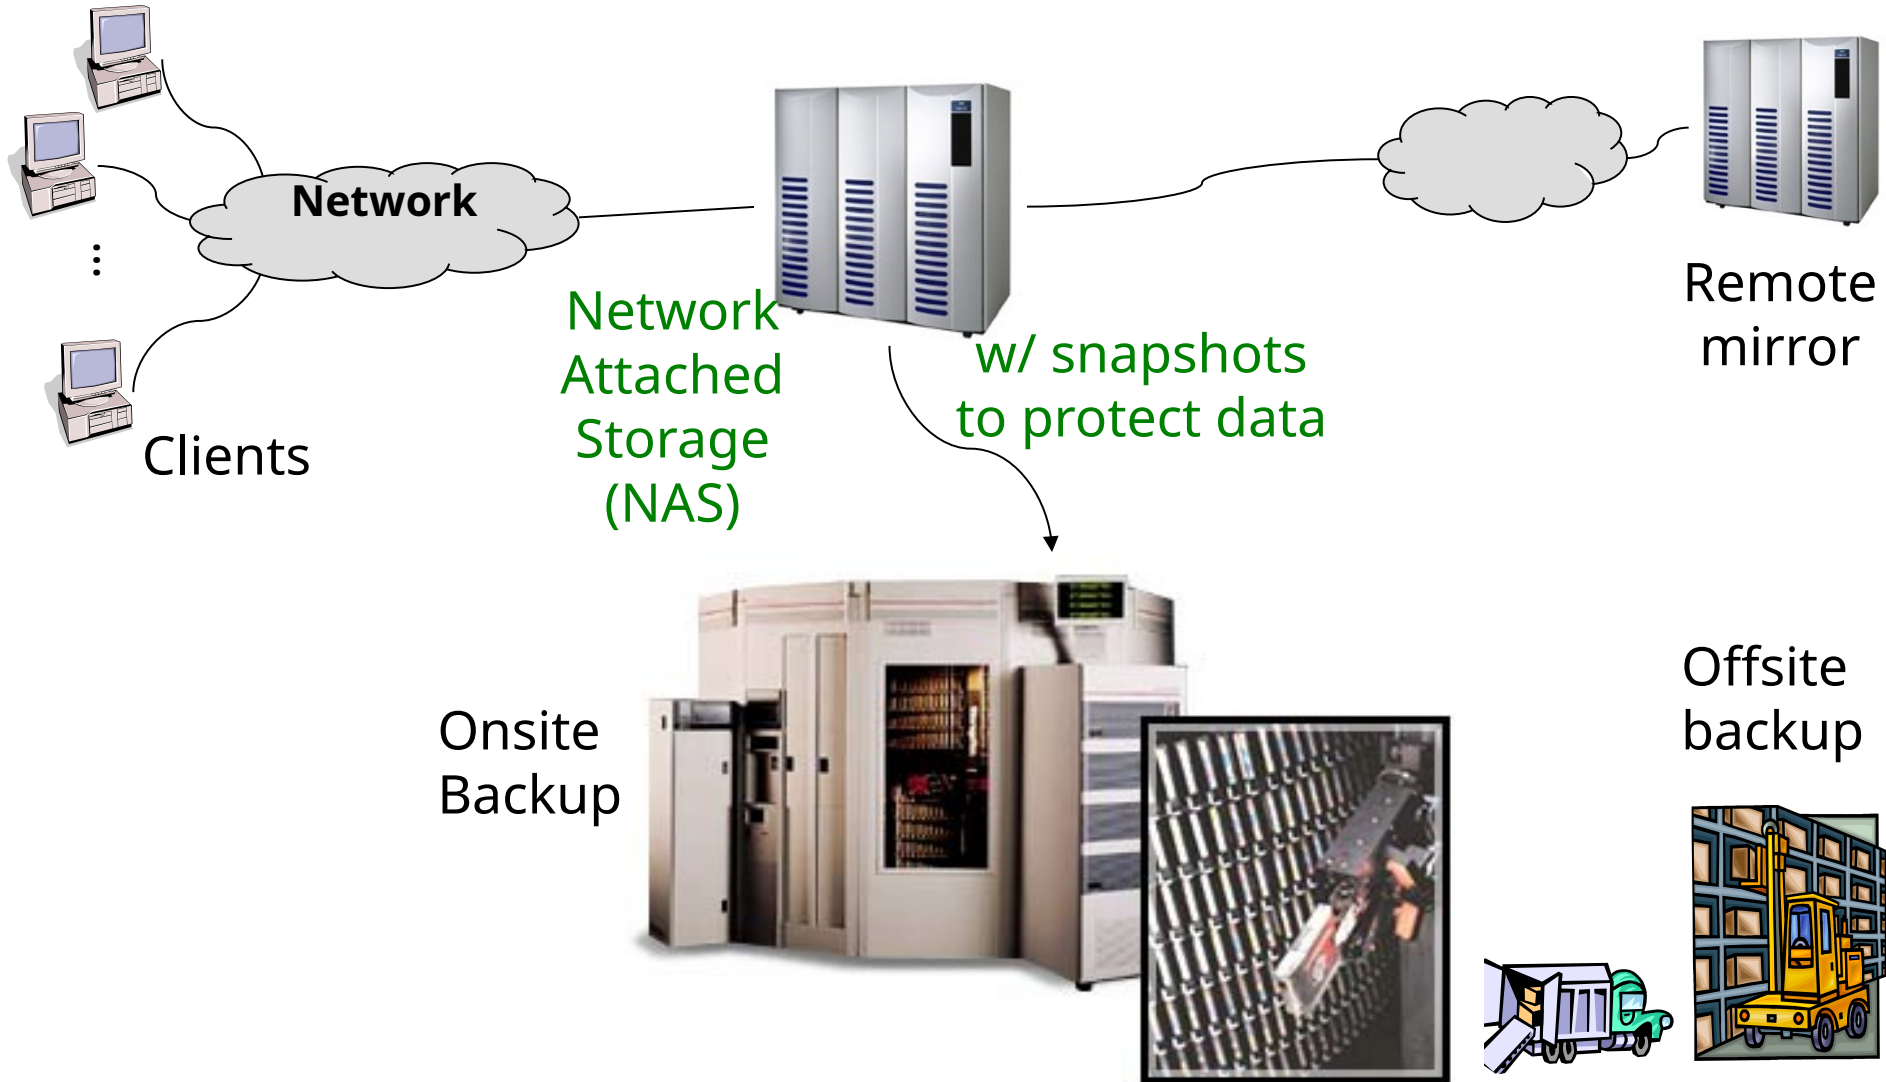 Network
...
Clients
Network
Attached
Storage
(NAS)
w/ snapshots
to protect data
Remote
mirror
Onsite
Backup
Offsite
backup